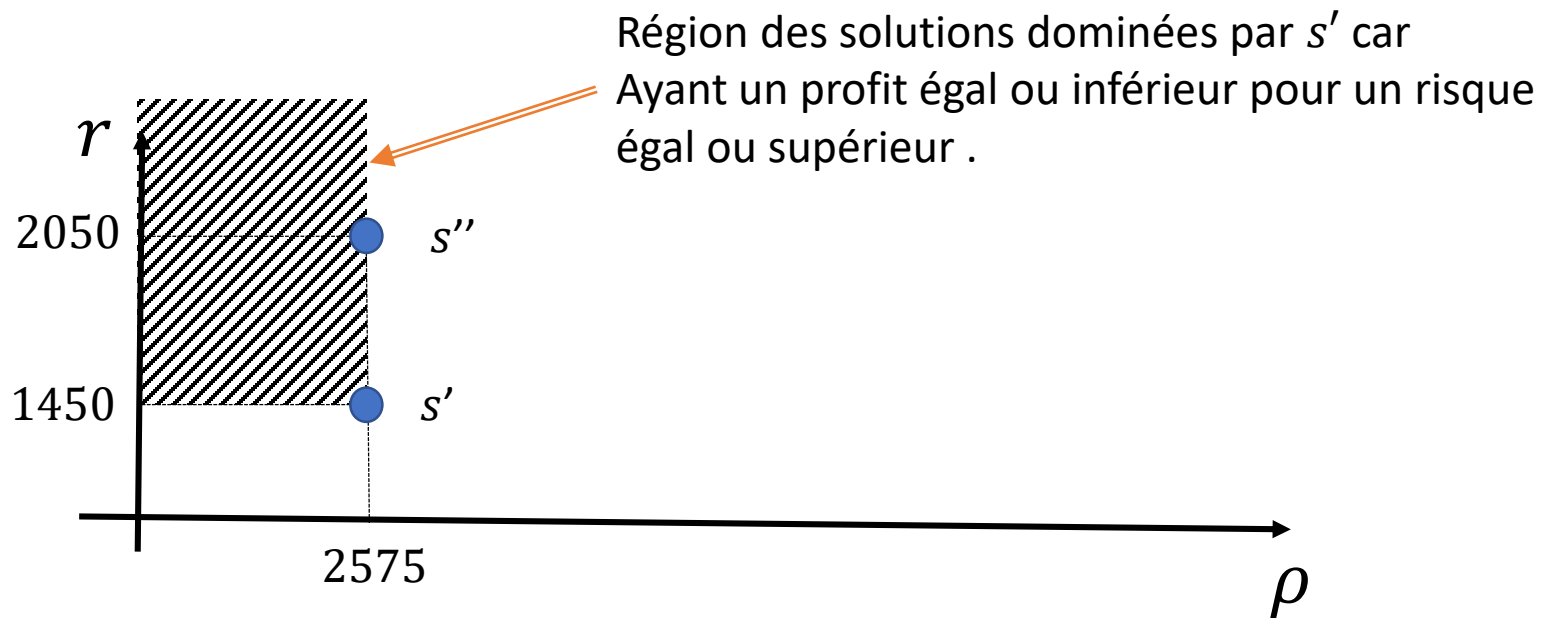 Région des solutions dominées par s′ car
Ayant un profit égal ou inférieur pour un risque
égal ou supérieur .
r
2050
s′′
1450
s′
2575
ρ